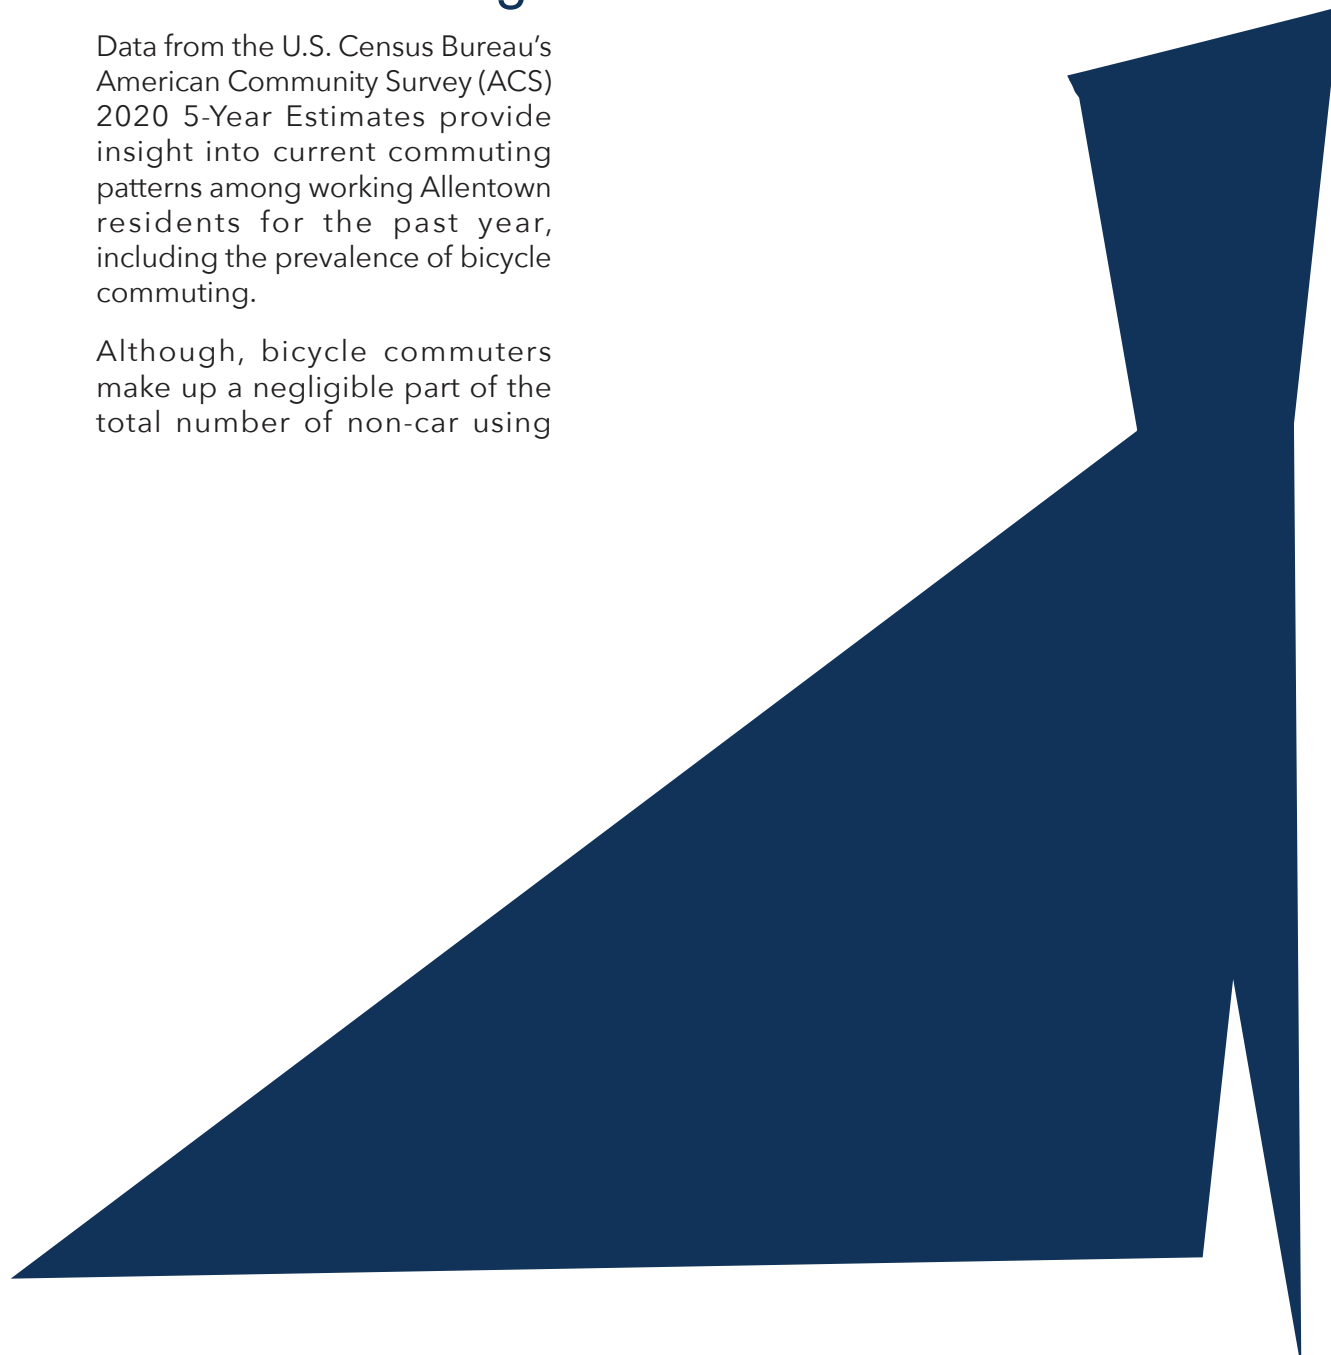 Data from the U.S. Census Bureau’s
American Community Survey (ACS)
2020 5-Year Estimates provide
insight into current commuting
patterns among working Allentown
residents for the past year,
including the prevalence of bicycle
commuting.
Although, bicycle commuters
make up a negligible part of the
total number of non-car using